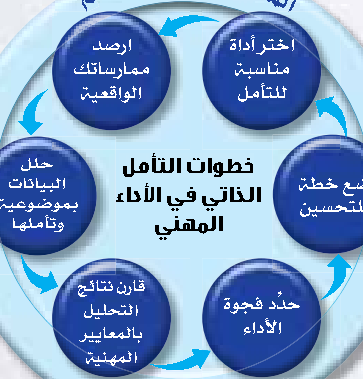 خطوات التأمل
الذاتي في الأداء
المهني
اختر أداة
مناسبة
للتأمل
ارصد
ممارساتك
الواقعية
حلل
البيانات
بموضوعية
وتأملها
قارن نتائج
التحليل
بالمعايير
المهنية
حدِّد فجوة
الأداء
خطة
للتحسين